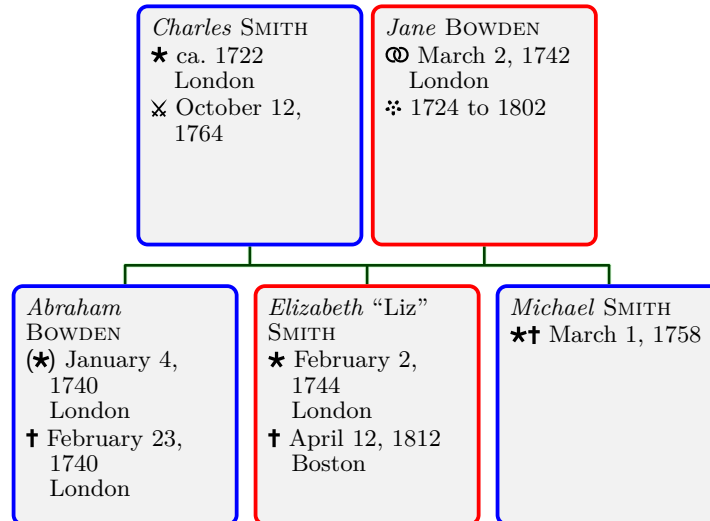 Charles SMITH
* ca. 1722
London
⚔ October 12,
1764
Jane BOWDEN
⚭ March 2, 1742
London
፨ 1724 to 1802
Abraham
BOWDEN
(*) January 4,
1740
London
† February 23,
1740
London
Elizabeth “Liz”
SMITH
* February 2,
1744
London
† April 12, 1812
Boston
Michael SMITH
*† March 1, 1758